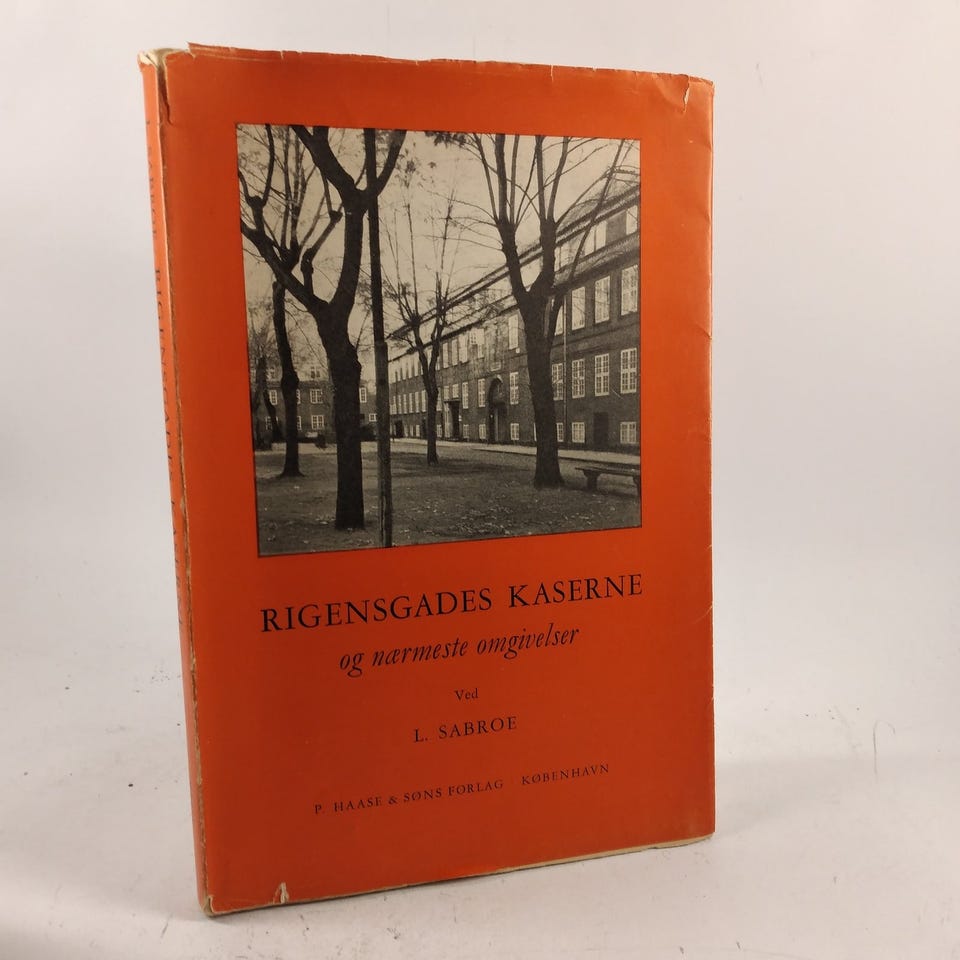 RIGENSGADES KASERNE
og nærmeste omgivelser
Ved
L. SABROE
P. HAASE & SØNS FORLAG KØBENHAVN